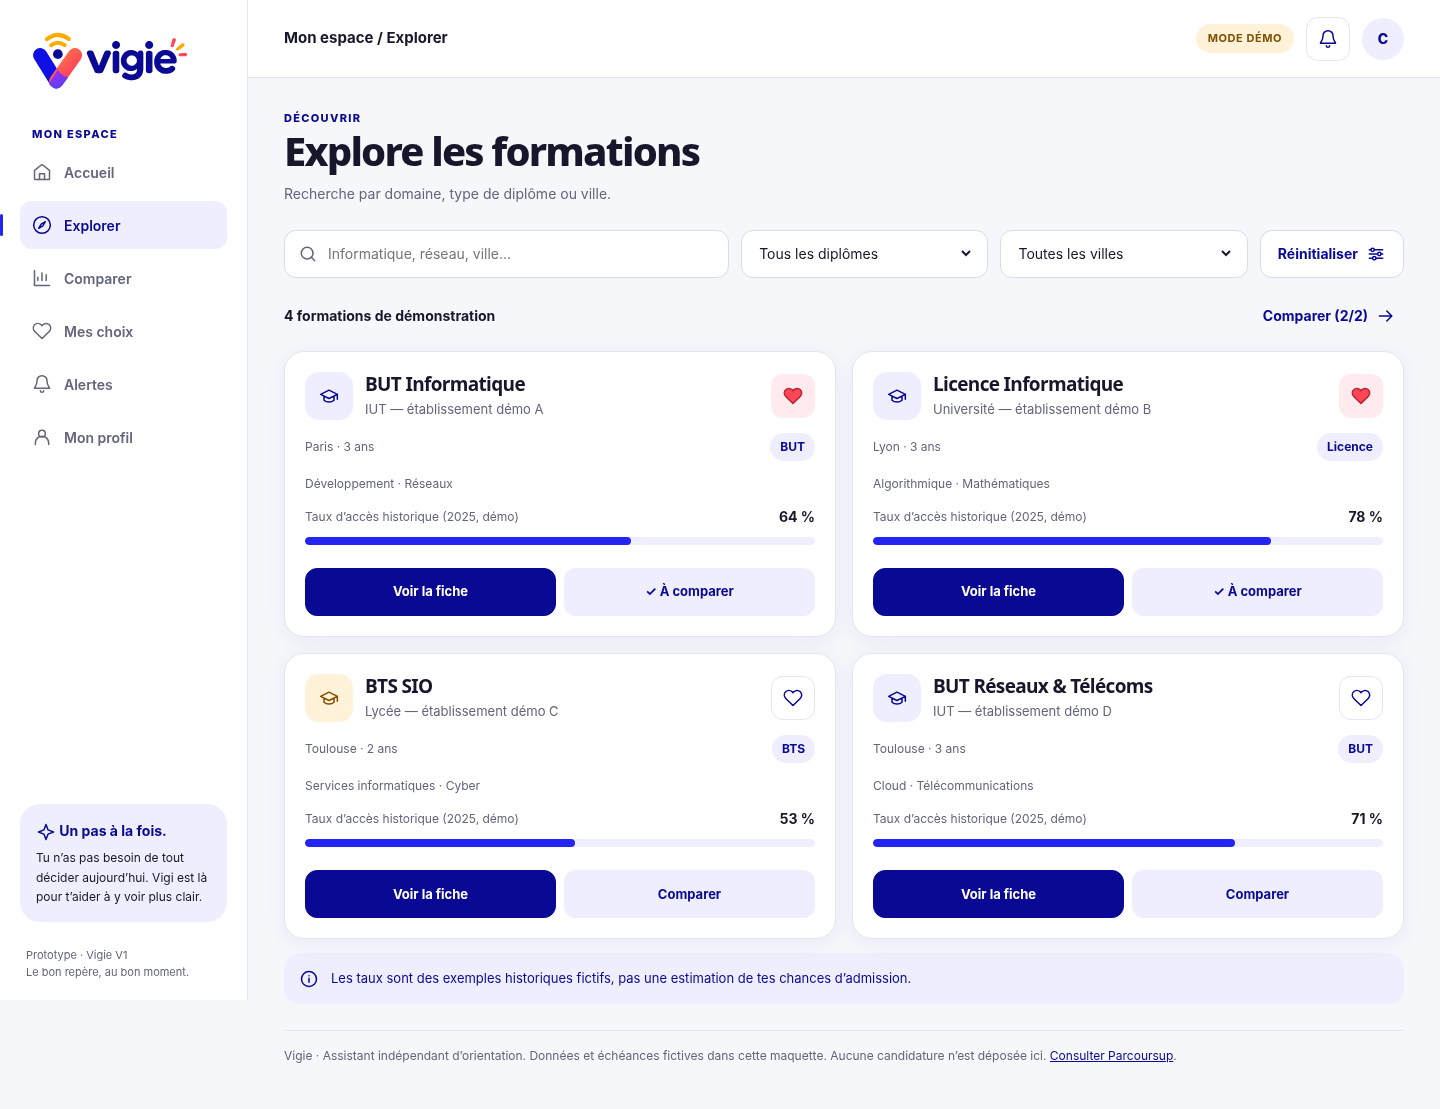 vigie
Mon espace / Explorer
MODE DÉMO
C
MON ESPACE
Accueil
Explorer
Comparer
Mes choix
Alertes
Mon profil
Un pas à la fois.
Tu n’as pas besoin de tout
décider aujourd’hui. Vigi est là
pour t’aider à y voir plus clair.
Prototype · Vigie V1
Le bon repère, au bon moment.
DÉCOUVRIR
Explore les formations
Recherche par domaine, type de diplôme ou ville.
Informatique, réseau, ville...
Tous les diplômes
Toutes les villes
Réinitialiser
4 formations de démonstration
Comparer (2/2)
BUT Informatique
IUT — établissement démo A
Paris · 3 ans
BUT
Développement · Réseaux
Taux d’accès historique (2025, démo)
64 %
Voir la fiche
✓ À comparer
Licence Informatique
Université — établissement démo B
Lyon · 3 ans
Licence
Algorithmique · Mathématiques
Taux d’accès historique (2025, démo)
78 %
Voir la fiche
✓ À comparer
BTS SIO
Lycée — établissement démo C
Toulouse · 2 ans
BTS
Services informatiques · Cyber
Taux d’accès historique (2025, démo)
53 %
Voir la fiche
Comparer
BUT Réseaux & Télécoms
IUT — établissement démo D
Toulouse · 3 ans
BUT
Cloud · Télécommunications
Taux d’accès historique (2025, démo)
71 %
Voir la fiche
Comparer
Les taux sont des exemples historiques fictifs, pas une estimation de tes chances d’admission.
Vigie · Assistant indépendant d’orientation. Données et échéances fictives dans cette maquette. Aucune candidature n’est déposée ici. Consulter Parcoursup.